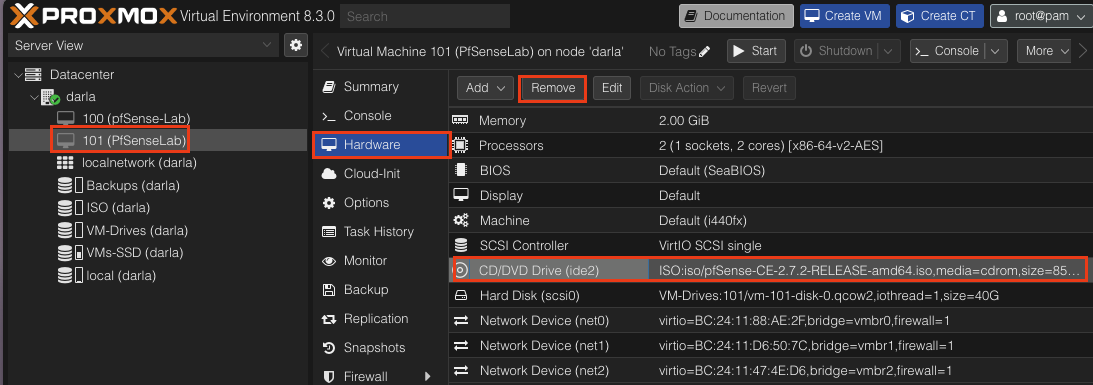 PROXMOX Virtual Environment 8.3.0 Search Documentation Create VM Create CT root@pam
Server View
Virtual Machine 101 (PfSenseLab) on node 'darla' No Tags Start Shutdown Console More
Datacenter
darla
100 (pfSense-Lab)
101 (PfSenseLab)
localnetwork (darla)
Backups (darla)
ISO (darla)
VM-Drives (darla)
VMs-SSD (darla)
local (darla)
Summary
Console
Hardware
Cloud-Init
Options
Task History
Monitor
Backup
Replication
Snapshots
Firewall
Add Remove Edit Disk Action Revert
Memory 2.00 GiB
Processors 2 (1 sockets, 2 cores) [x86-64-v2-AES]
BIOS Default (SeaBIOS)
Display Default
Machine Default (i440fx)
SCSI Controller VirtIO SCSI single
CD/DVD Drive (ide2) ISO:iso/pfSense-CE-2.7.2-RELEASE-amd64.iso,media=cdrom,size=85...
Hard Disk (scsi0) VM-Drives:101/vm-101-disk-0.qcow2,iothread=1,size=40G
Network Device (net0) virtio=BC:24:11:88:AE:2F,bridge=vmbr0,firewall=1
Network Device (net1) virtio=BC:24:11:D6:50:7C,bridge=vmbr1,firewall=1
Network Device (net2) virtio=BC:24:11:47:4E:D6,bridge=vmbr2,firewall=1